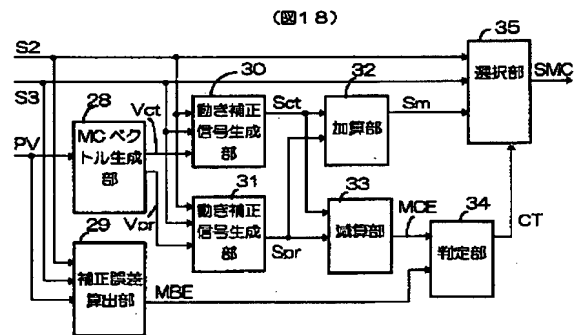 (図18)
S2
S3
PV
28
MCベク
トル生成
部
Vct
Vpr
29
補正誤差
算出部
MBE
30
動き補正
信号生成
部
Sct
31
動き補正
信号生成
部
Spr
32
加算部
Sm
33
減算部
MCE
34
判定部
CT
35
選択部
SMC